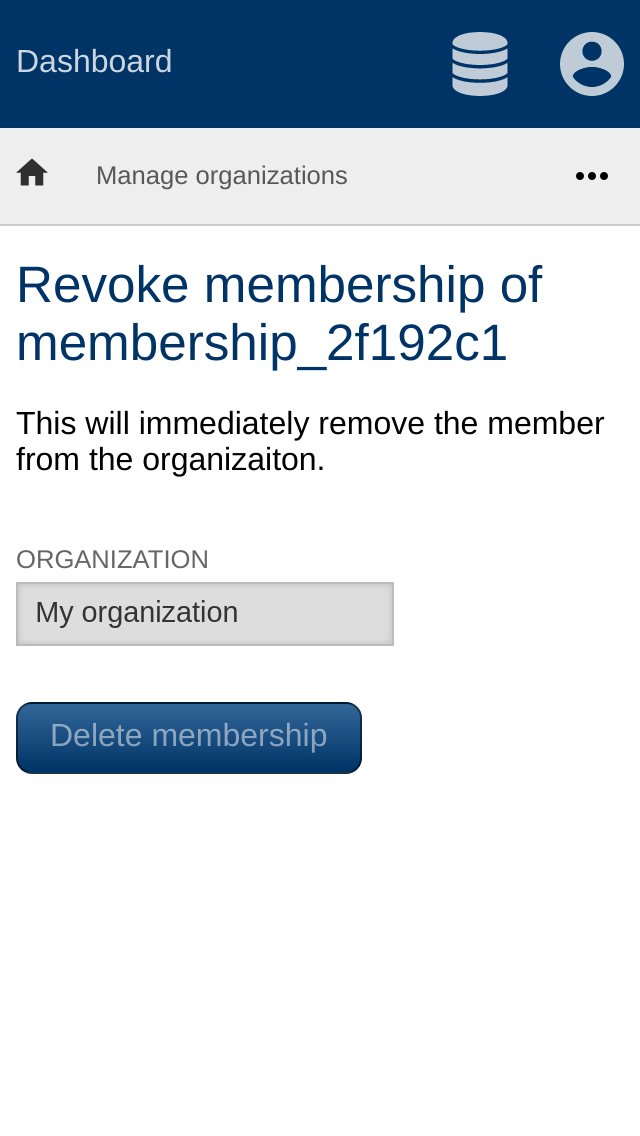 Dashboard
Manage organizations
Revoke membership of
membership_2f192c1
This will immediately remove the member
from the organizaiton.
ORGANIZATION
My organization
Delete membership